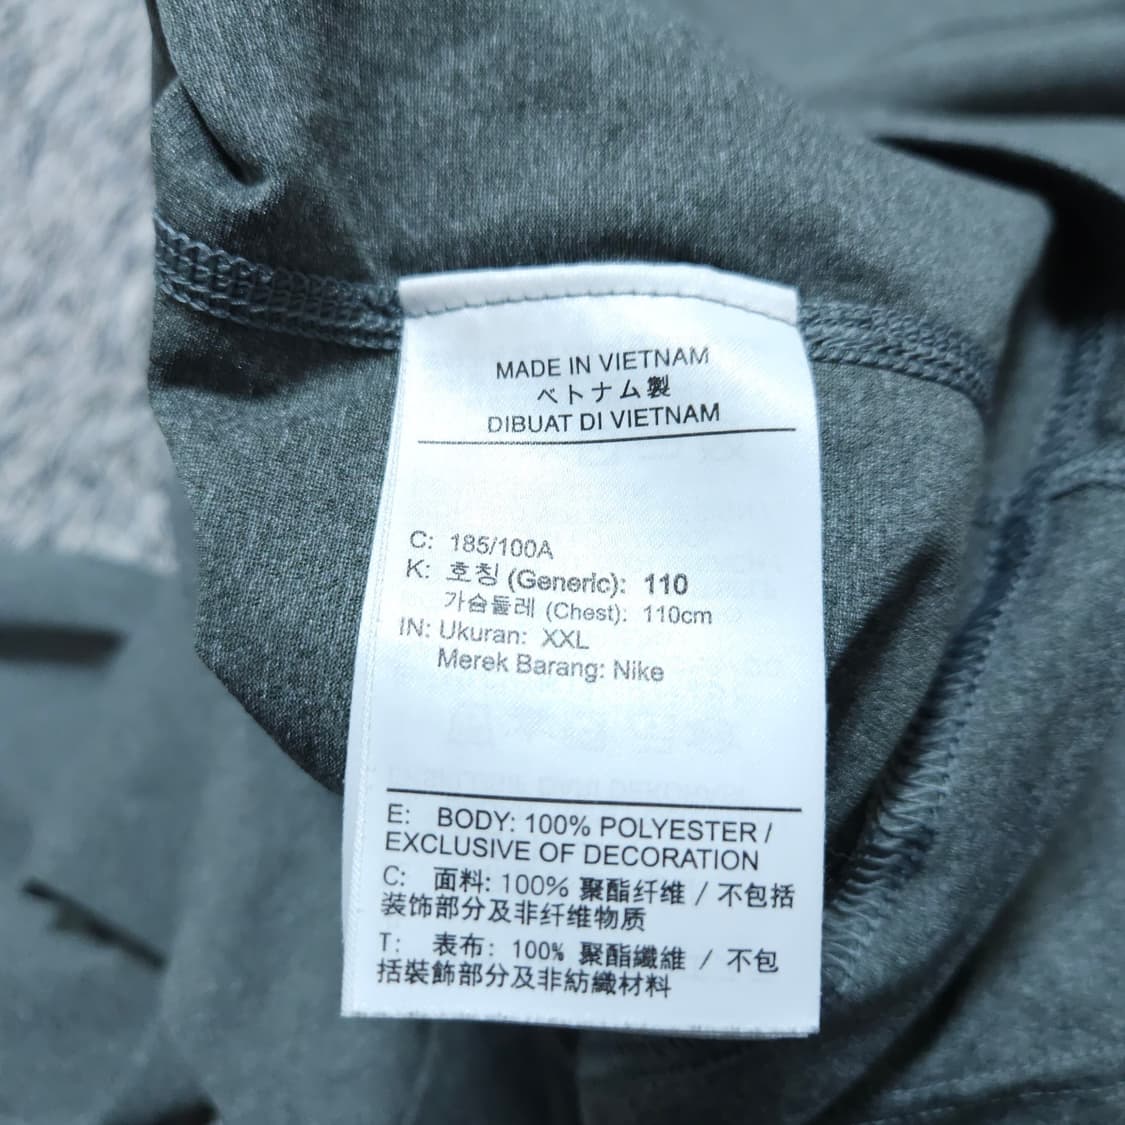 MADE IN VIETNAM
ベトナム製
DIBUAT DI VIETNAM
C: 185/100A
K: 호칭 (Generic): 110
가슴둘레 (Chest): 110cm
IN: Ukuran: XXL
Merek Barang: Nike
E: BODY: 100% POLYESTER /
EXCLUSIVE OF DECORATION
C: 面料: 100% 聚酯纤维 / 不包括
装饰部分及非纤维物质
T: 表布: 100% 聚酯纖維 / 不包
括裝飾部分及非紡織材料